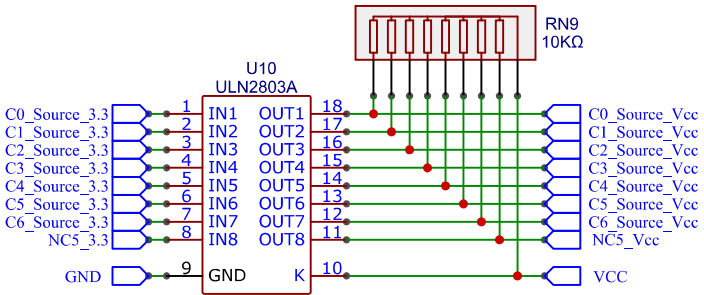 RN9
10KΩ
U10
ULN2803A
C0_Source_3.3 1 IN1 OUT1 18 C0_Source_Vcc
C1_Source_3.3 2 IN2 OUT2 17 C1_Source_Vcc
C2_Source_3.3 3 IN3 OUT3 16 C2_Source_Vcc
C3_Source_3.3 4 IN4 OUT4 15 C3_Source_Vcc
C4_Source_3.3 5 IN5 OUT5 14 C4_Source_Vcc
C5_Source_3.3 6 IN6 OUT6 13 C5_Source_Vcc
C6_Source_3.3 7 IN7 OUT7 12 C6_Source_Vcc
NC5_3.3 8 IN8 OUT8 11 NC5_Vcc
GND 9 GND K 10 VCC